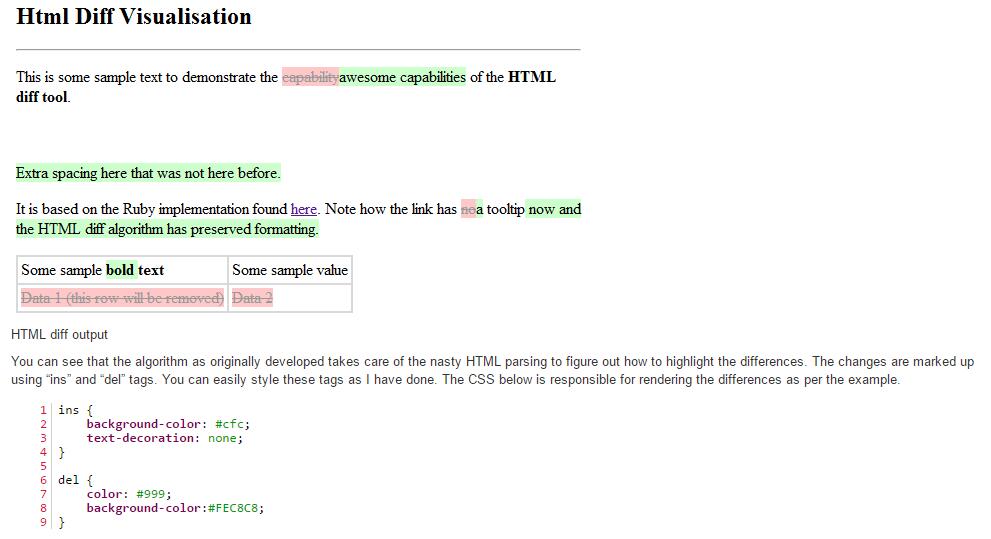 Html Diff Visualisation
This is some sample text to demonstrate the capabilityawesome capabilities of the HTML
diff tool.
Extra spacing here that was not here before.
It is based on the Ruby implementation found here. Note how the link has noa tooltip now and
the HTML diff algorithm has preserved formatting.
Some sample bold text Some sample value
Data 1 (this row will be removed) Data 2
HTML diff output
You can see that the algorithm as originally developed takes care of the nasty HTML parsing to figure out how to highlight the differences. The changes are marked up
using “ins” and “del” tags. You can easily style these tags as I have done. The CSS below is responsible for rendering the differences as per the example.
1 ins {
2 background-color: #cfc;
3 text-decoration: none;
4 }
5
6 del {
7 color: #999;
8 background-color:#FEC8C8;
9 }